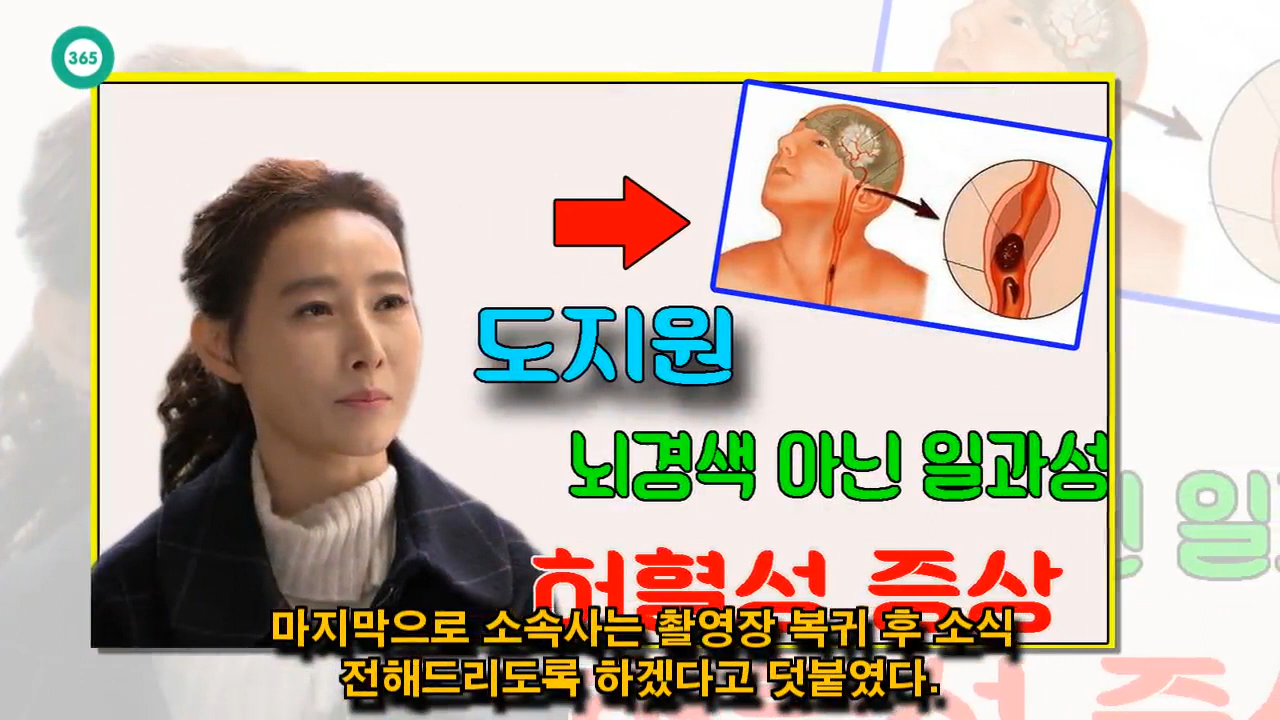 365
도지원
뇌경색 아닌 일과성
허혈성 증상
마지막으로 소속사는 촬영장 복귀 후 소식
전해드리도록 하겠다고 덧붙였다.